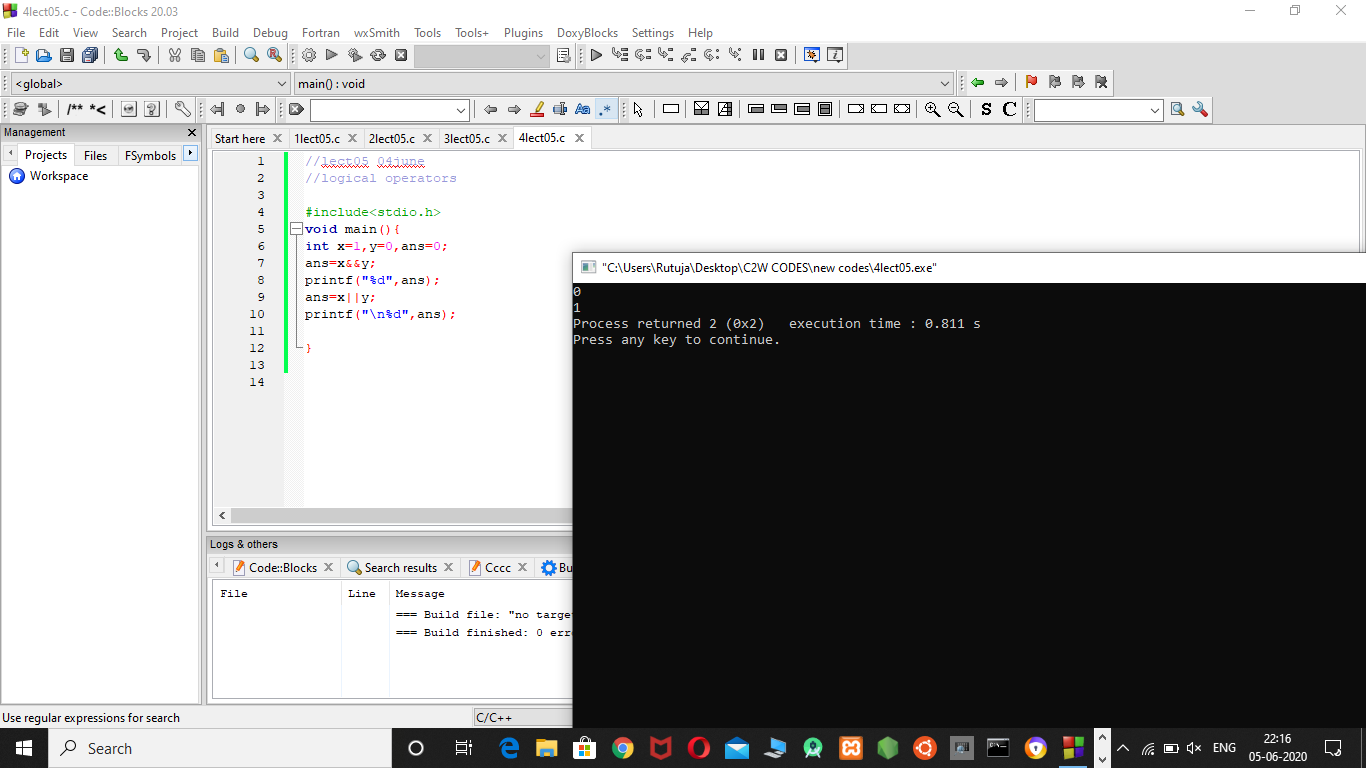 4lect05.c - Code::Blocks 20.03
File Edit View Search Project Build Debug Fortran wxSmith Tools Tools+ Plugins DoxyBlocks Settings Help
<global> main() : void
/** *< S C
Management
Projects Files FSymbols
Workspace
Start here 1lect05.c 2lect05.c 3lect05.c 4lect05.c
1 //lect05 04june
2 //logical operators
3
4 #include<stdio.h>
5 void main(){
6 int x=1,y=0,ans=0;
7 ans=x&&y;
8 printf("%d",ans);
9 ans=x||y;
10 printf("\n%d",ans);
11
12 }
13
14
"C:\Users\Rutuja\Desktop\C2W CODES\new codes\4lect05.exe"
0
1
Process returned 2 (0x2)   execution time : 0.811 s
Press any key to continue.
Logs & others
Code::Blocks Search results Cccc Bu
File Line Message
=== Build file: "no targe
=== Build finished: 0 erro
Use regular expressions for search
C/C++
Search
ENG
22:16
05-06-2020